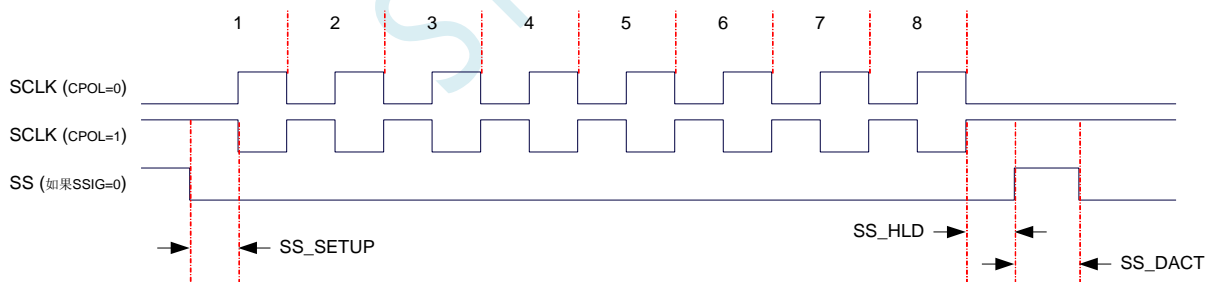 1 2 3 4 5 6 7 8
SCLK (CPOL=0)
SCLK (CPOL=1)
SS (如果SSIG=0)
SS_SETUP
SS_HLD
SS_DACT